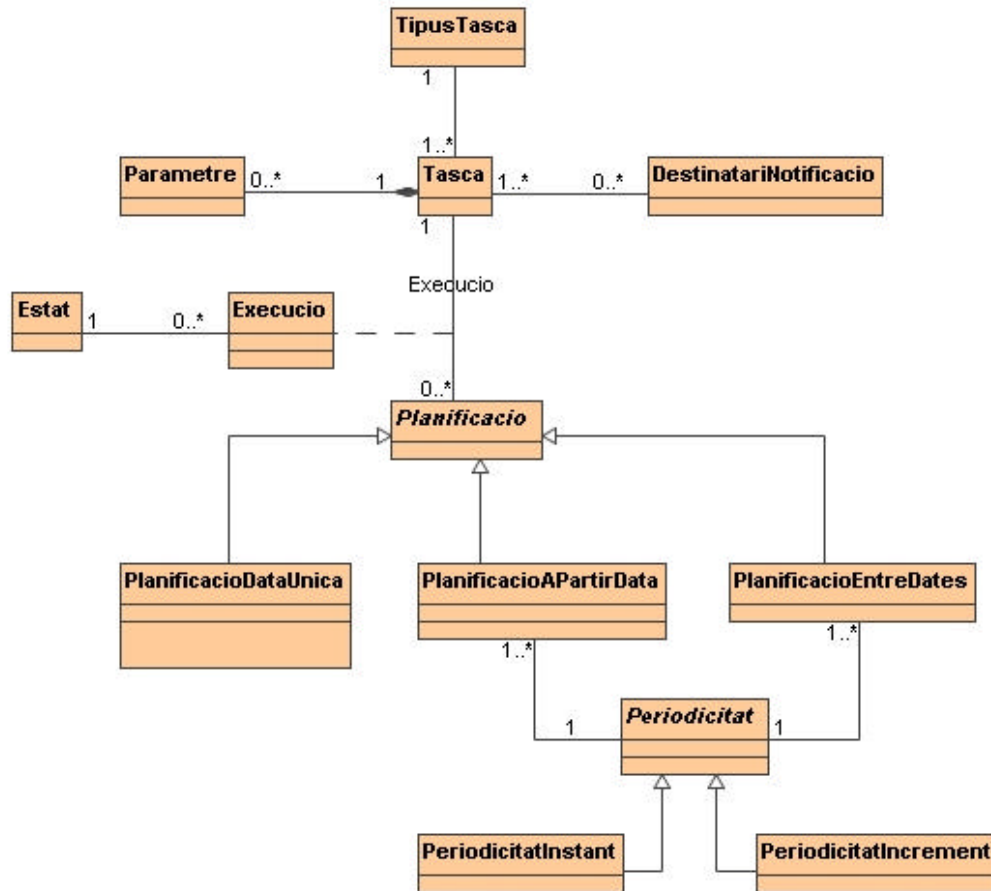 TipusTasca
1
1..*
Parametre
0..*
1
Tasca
1..*
0..*
DestinatariNotificacio
1
Execucio
Estat
1
0..*
Execucio
0..*
Planificacio
PlanificacioDataUnica
PlanificacioAPartirData
PlanificacioEntreDates
1..*
1..*
Periodicitat
1
1
PeriodicitatInstant
PeriodicitatIncrement